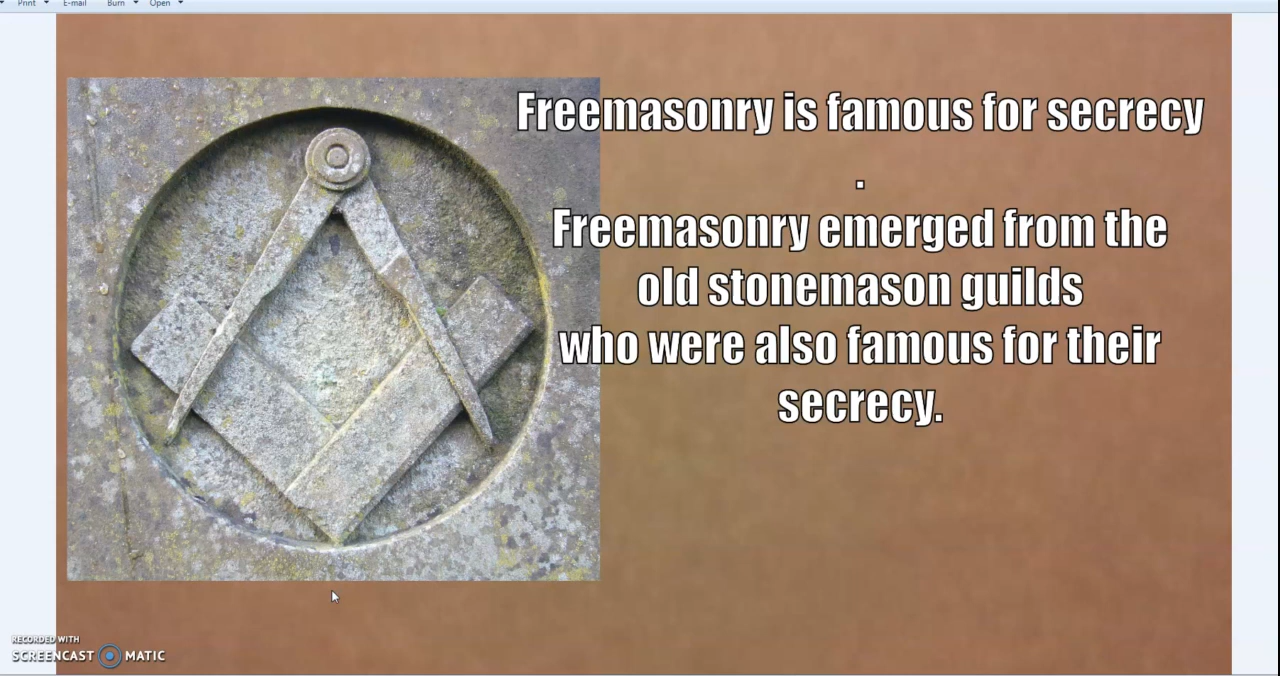 Print E-mail Burn Open
Freemasonry is famous for secrecy
.
Freemasonry emerged from the
old stonemason guilds
who were also famous for their
secrecy.
RECORDED WITH
SCREENCAST MATIC